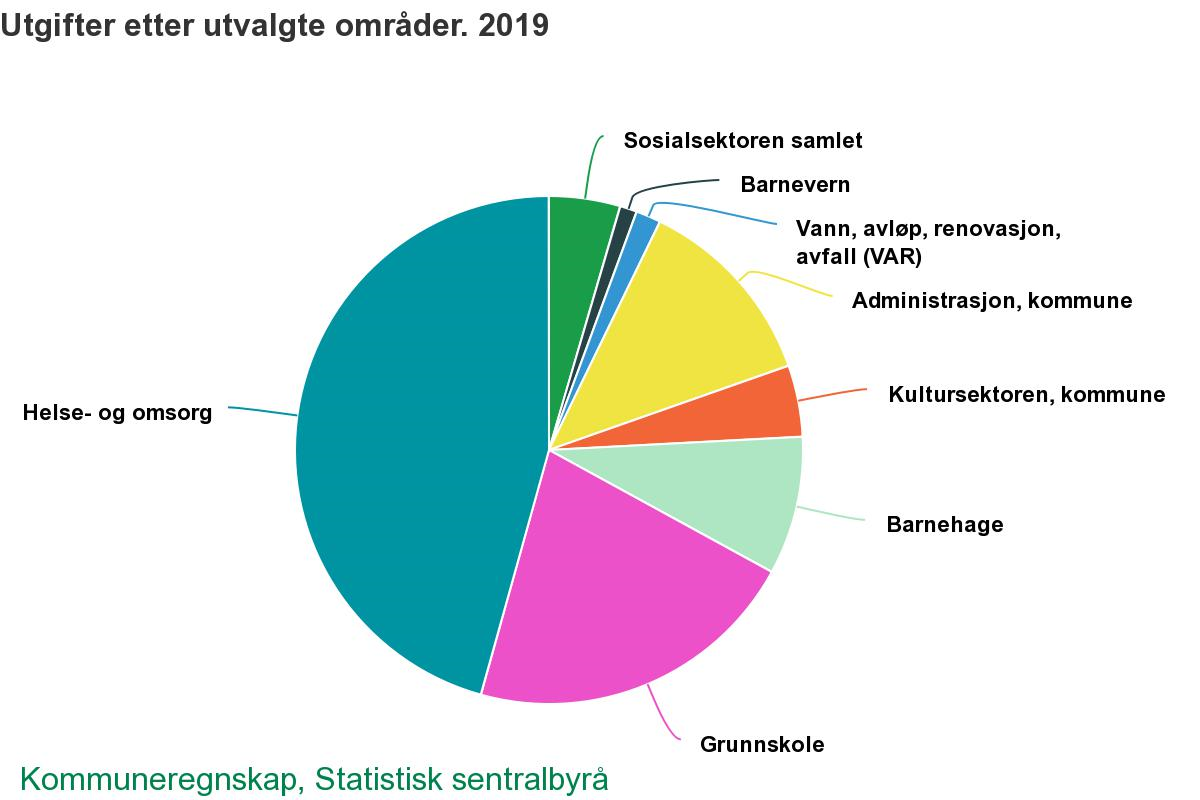 Utgifter etter utvalgte områder. 2019
Sosialsektoren samlet
Barnevern
Vann, avløp, renovasjon,
avfall (VAR)
Administrasjon, kommune
Kultursektoren, kommune
Helse- og omsorg
Barnehage
Grunnskole
Kommuneregnskap, Statistisk sentralbyrå